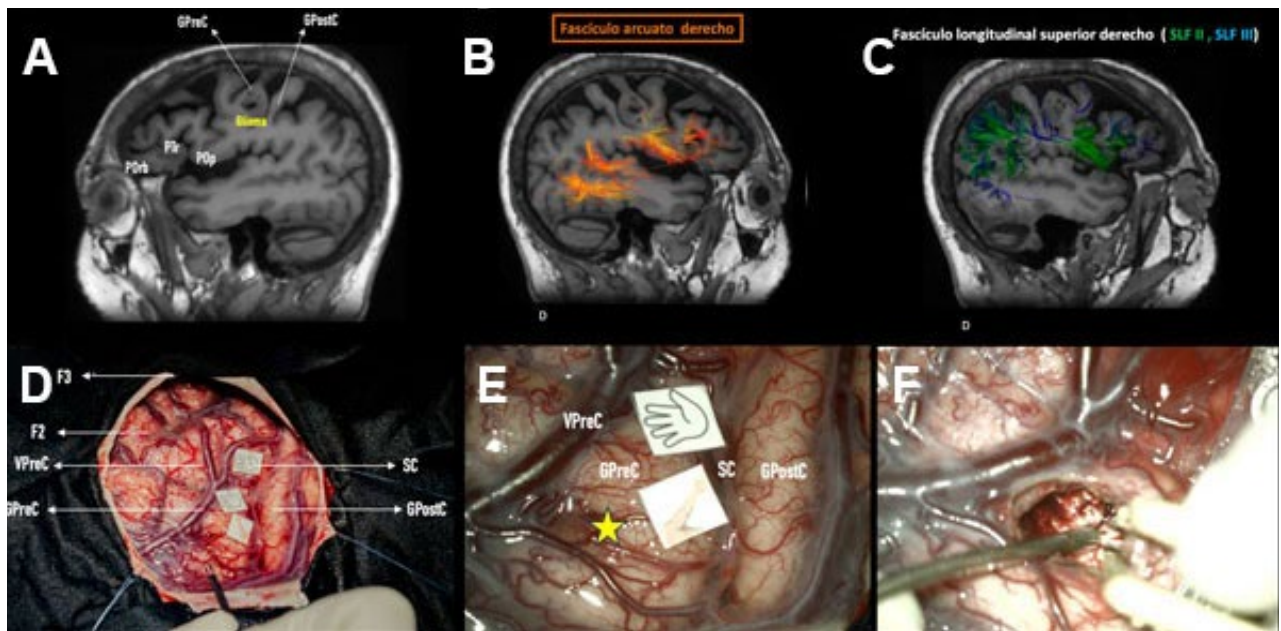 A
GPreC
GPostC
Glioma
PTr
POp
POrb
B
Fascículo arcuato derecho
D
C
Fascículo longitudinal superior derecho ( SLF II , SLF III)
D
D
F3
F2
VPreC
GPreC
SC
GPostC
E
VPreC
GPreC
SC
GPostC
F